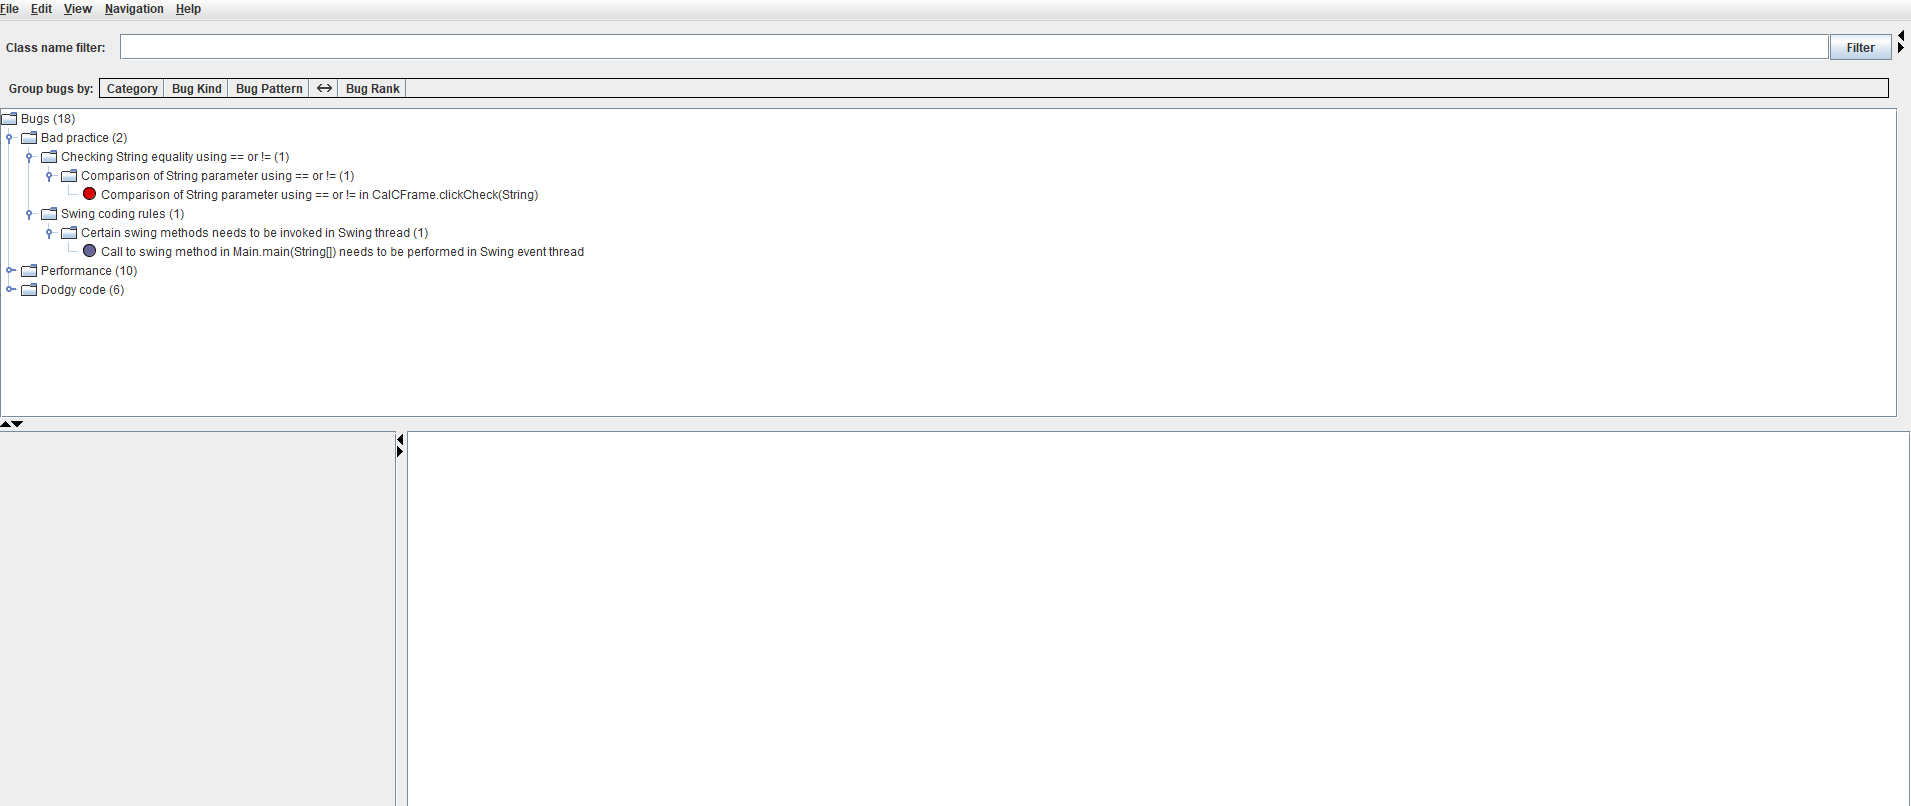 File Edit View Navigation Help
Class name filter: Filter
Group bugs by: Category Bug Kind Bug Pattern ↔ Bug Rank
Bugs (18)
Bad practice (2)
Checking String equality using == or != (1)
Comparison of String parameter using == or != (1)
Comparison of String parameter using == or != in CalCFrame.clickCheck(String)
Swing coding rules (1)
Certain swing methods needs to be invoked in Swing thread (1)
Call to swing method in Main.main(String[]) needs to be performed in Swing event thread
Performance (10)
Dodgy code (6)